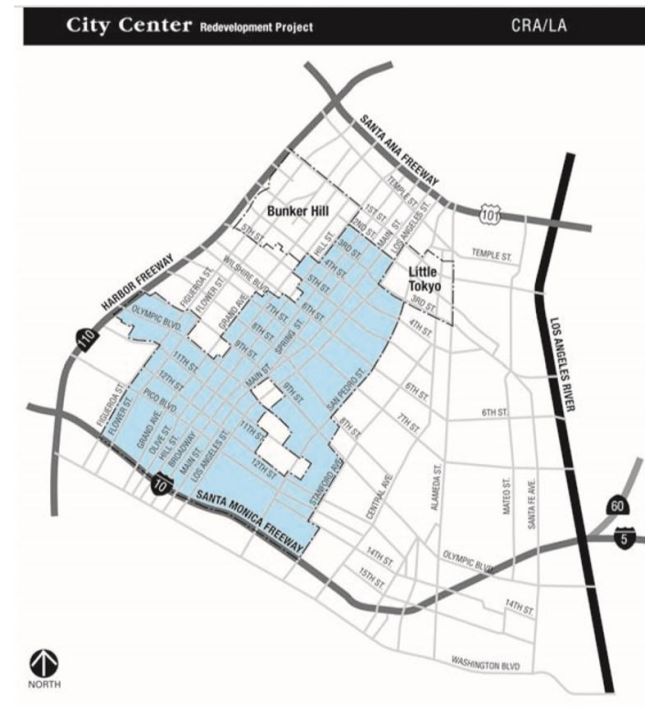 City Center Redevelopment Project
CRA/LA
SANTA ANA FREEWAY
101
TEMPLE ST.
1ST ST.
2ND ST.
MAIN ST.
LOS ANGELES ST.
Bunker Hill
5TH ST.
HILL ST.
3RD ST.
4TH ST.
TEMPLE ST.
Little
Tokyo
3RD ST.
HARBOR FREEWAY
110
FIGUEROA ST.
FLOWER ST.
WILSHIRE BLVD.
GRAND AVE.
5TH ST.
6TH ST.
7TH ST.
8TH ST.
9TH ST.
SPRING ST.
4TH ST.
LOS ANGELES RIVER
OLYMPIC BLVD.
11TH ST.
12TH ST.
PICO BLVD.
MAIN ST.
9TH ST.
SAN PEDRO ST.
6TH ST.
7TH ST.
8TH ST.
6TH ST.
FIGUEROA ST.
FLOWER ST.
GRAND AVE.
OLIVE ST.
HILL ST.
BROADWAY
MAIN ST.
LOS ANGELES ST.
11TH ST.
12TH ST.
STANFORD AVE.
CENTRAL AVE.
ALAMEDA ST.
MATEO ST.
SANTA FE AVE.
10
SANTA MONICA FREEWAY
60
5
14TH ST.
15TH ST.
OLYMPIC BLVD.
14TH ST.
WASHINGTON BLVD
NORTH